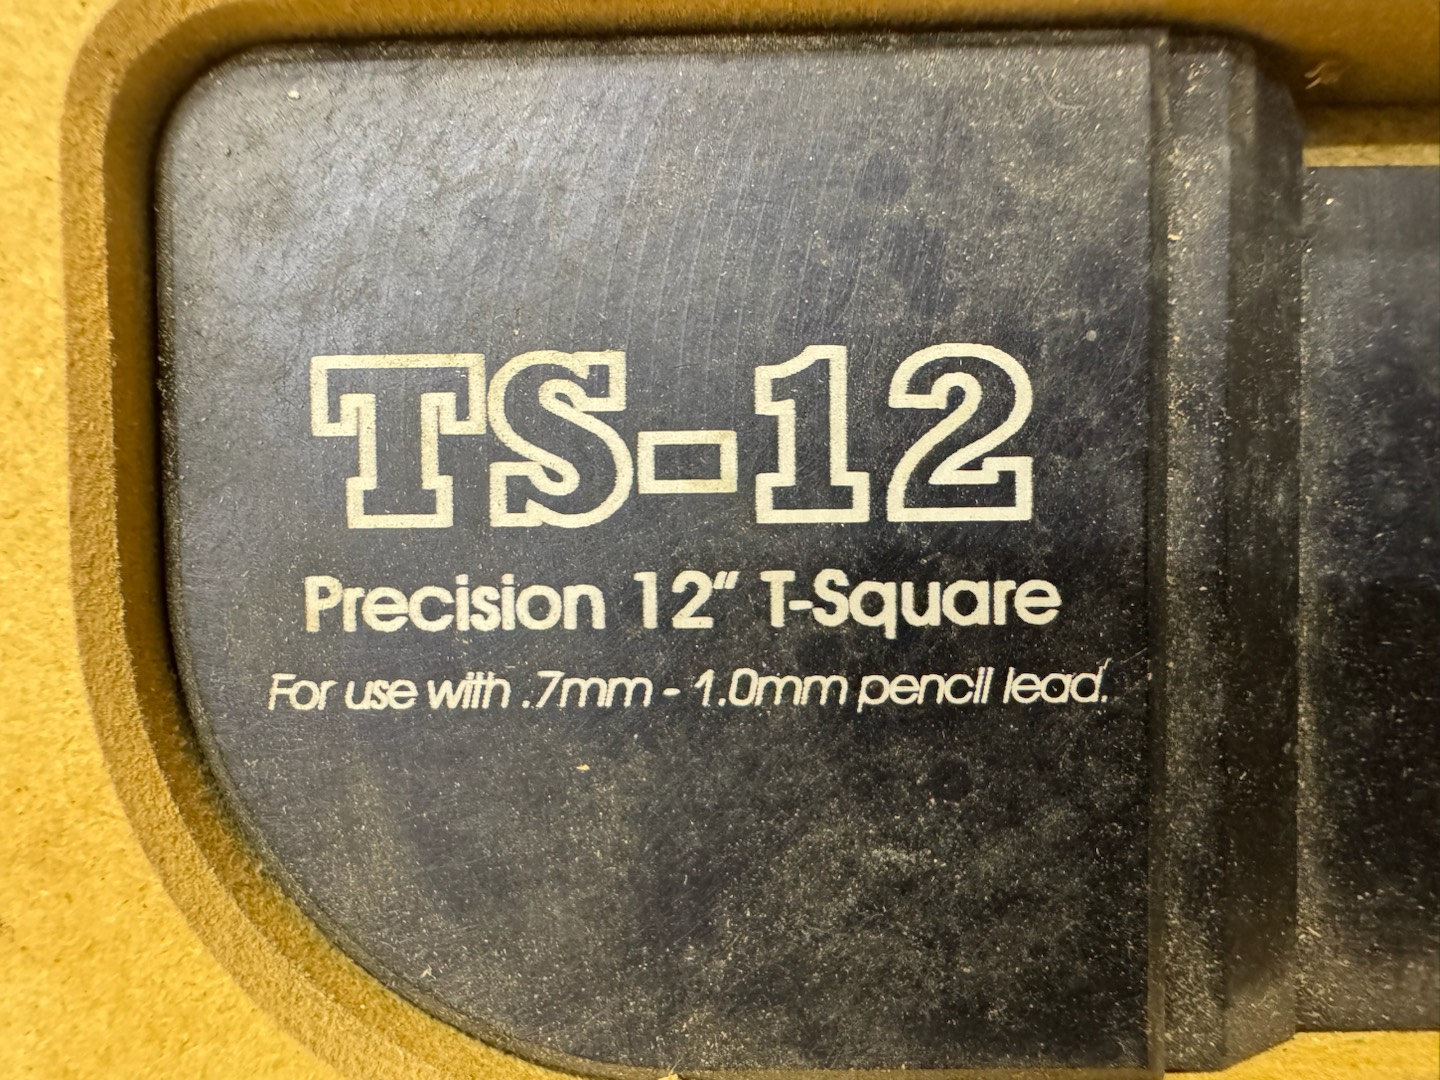 TS-12
Precision 12" T-Square
For use with .7mm - 1.0mm pencil lead.